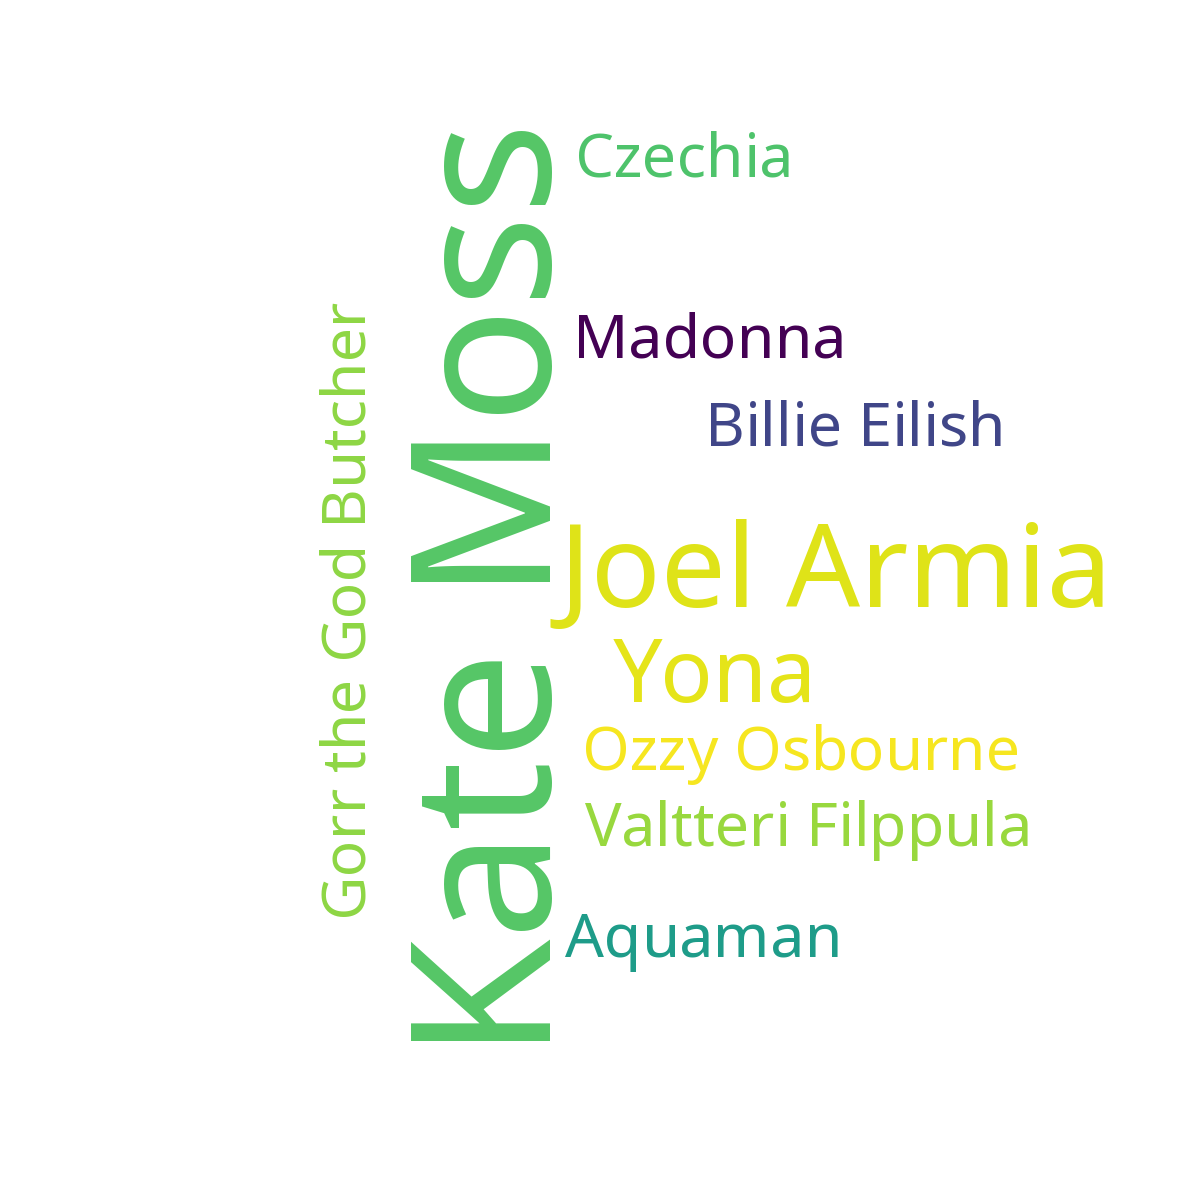 Czechia
Madonna
Billie Eilish
Kate Moss
Gorr the God Butcher
Joel Armia
Yona
Ozzy Osbourne
Valtteri Filppula
Aquaman